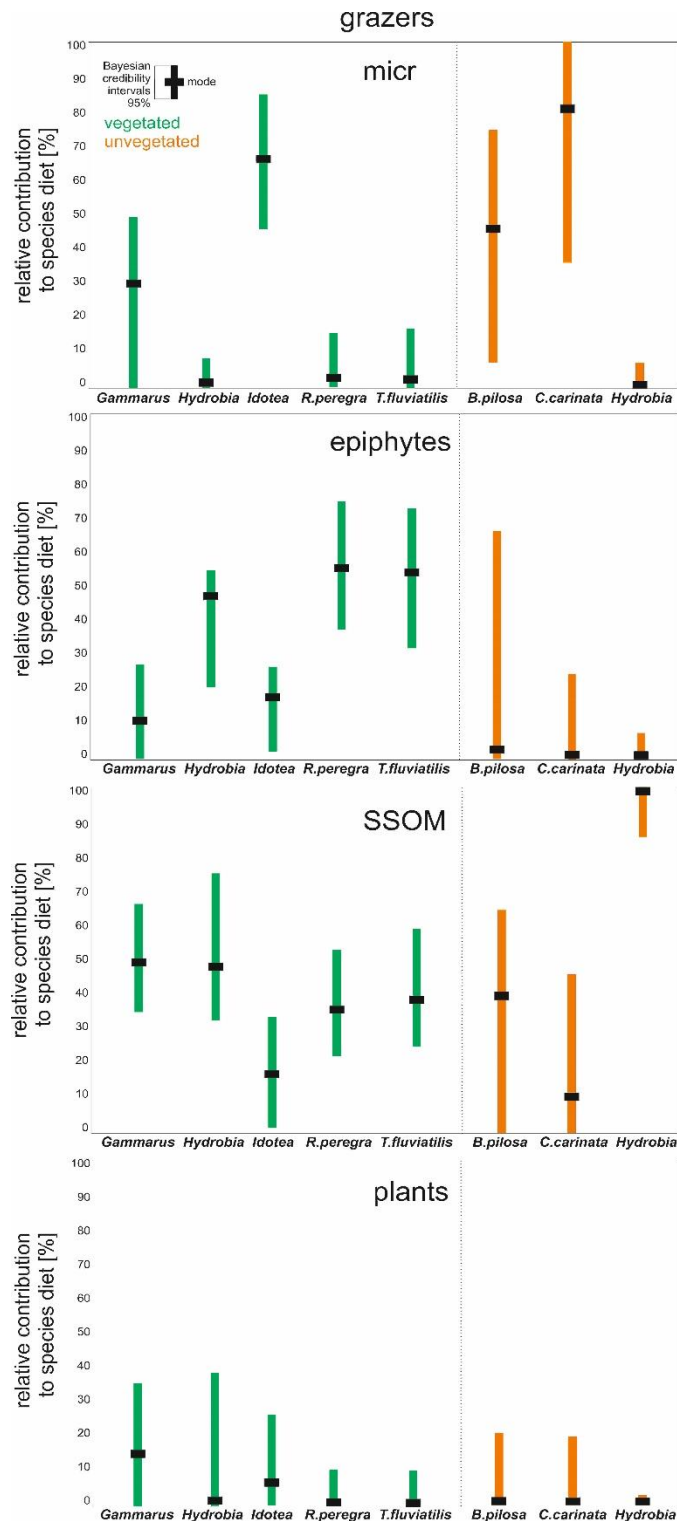 grazers
micr
Bayesian
credibility
intervals
95%
mode
vegetated
unvegetated
relative contribution
to species diet [%]
100
90
80
70
60
50
40
30
20
10
0
Gammarus Hydrobia Idotea R.peregra T.fluviatilis B.pilosa C.carinata Hydrobia
epiphytes
relative contribution
to species diet [%]
100
90
80
70
60
50
40
30
20
10
0
Gammarus Hydrobia Idotea R.peregra T.fluviatilis B.pilosa C.carinata Hydrobia
SSOM
relative contribution
to species diet [%]
100
90
80
70
60
50
40
30
20
10
0
Gammarus Hydrobia Idotea R.peregra T.fluviatilis B.pilosa C.carinata Hydrobia
plants
relative contribution
to species diet [%]
100
90
80
70
60
50
40
30
20
10
0
Gammarus Hydrobia Idotea R.peregra T.fluviatilis B.pilosa C.carinata Hydrobia